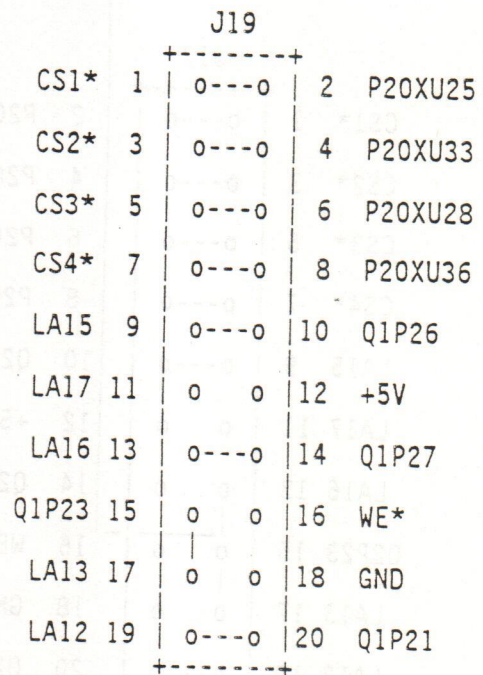 J19
+-------+
CS1* 1 | o---o | 2 P20XU25
CS2* 3 | o---o | 4 P20XU33
CS3* 5 | o---o | 6 P20XU28
CS4* 7 | o---o | 8 P20XU36
LA15 9 | o---o | 10 Q1P26
LA17 11 | o o | 12 +5V
LA16 13 | o---o | 14 Q1P27
Q1P23 15 | o o | 16 WE*
|
LA13 17 | o o | 18 GND
LA12 19 | o---o | 20 Q1P21
+-------+